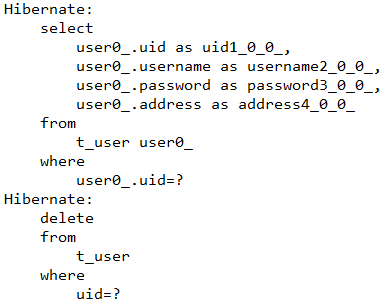 Hibernate:
    select
        user0_.uid as uid1_0_0_,
        user0_.username as username2_0_0_,
        user0_.password as password3_0_0_,
        user0_.address as address4_0_0_
    from
        t_user user0_
    where
        user0_.uid=?
Hibernate:
    delete
    from
        t_user
    where
        uid=?